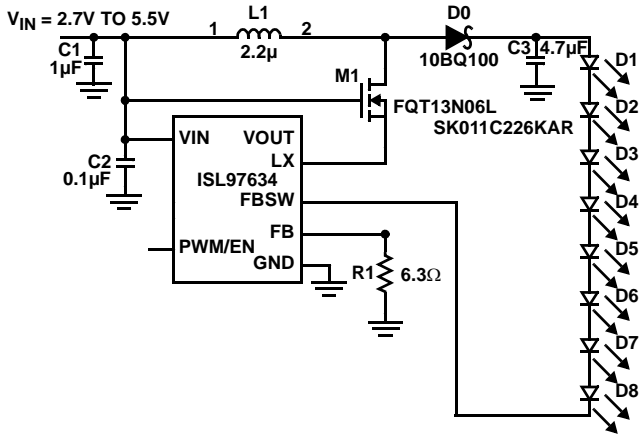 VIN = 2.7V TO 5.5V
L1
D0
1
2
C1
1µF
2.2µ
10BQ100
C3
4.7µF
D1
M1
FQT13N06L
SK011C226KAR
D2
VIN
VOUT
C2
0.1µF
LX
ISL97634
FBSW
D3
D4
FB
PWM/EN
GND
R1
6.3Ω
D5
D6
D7
D8